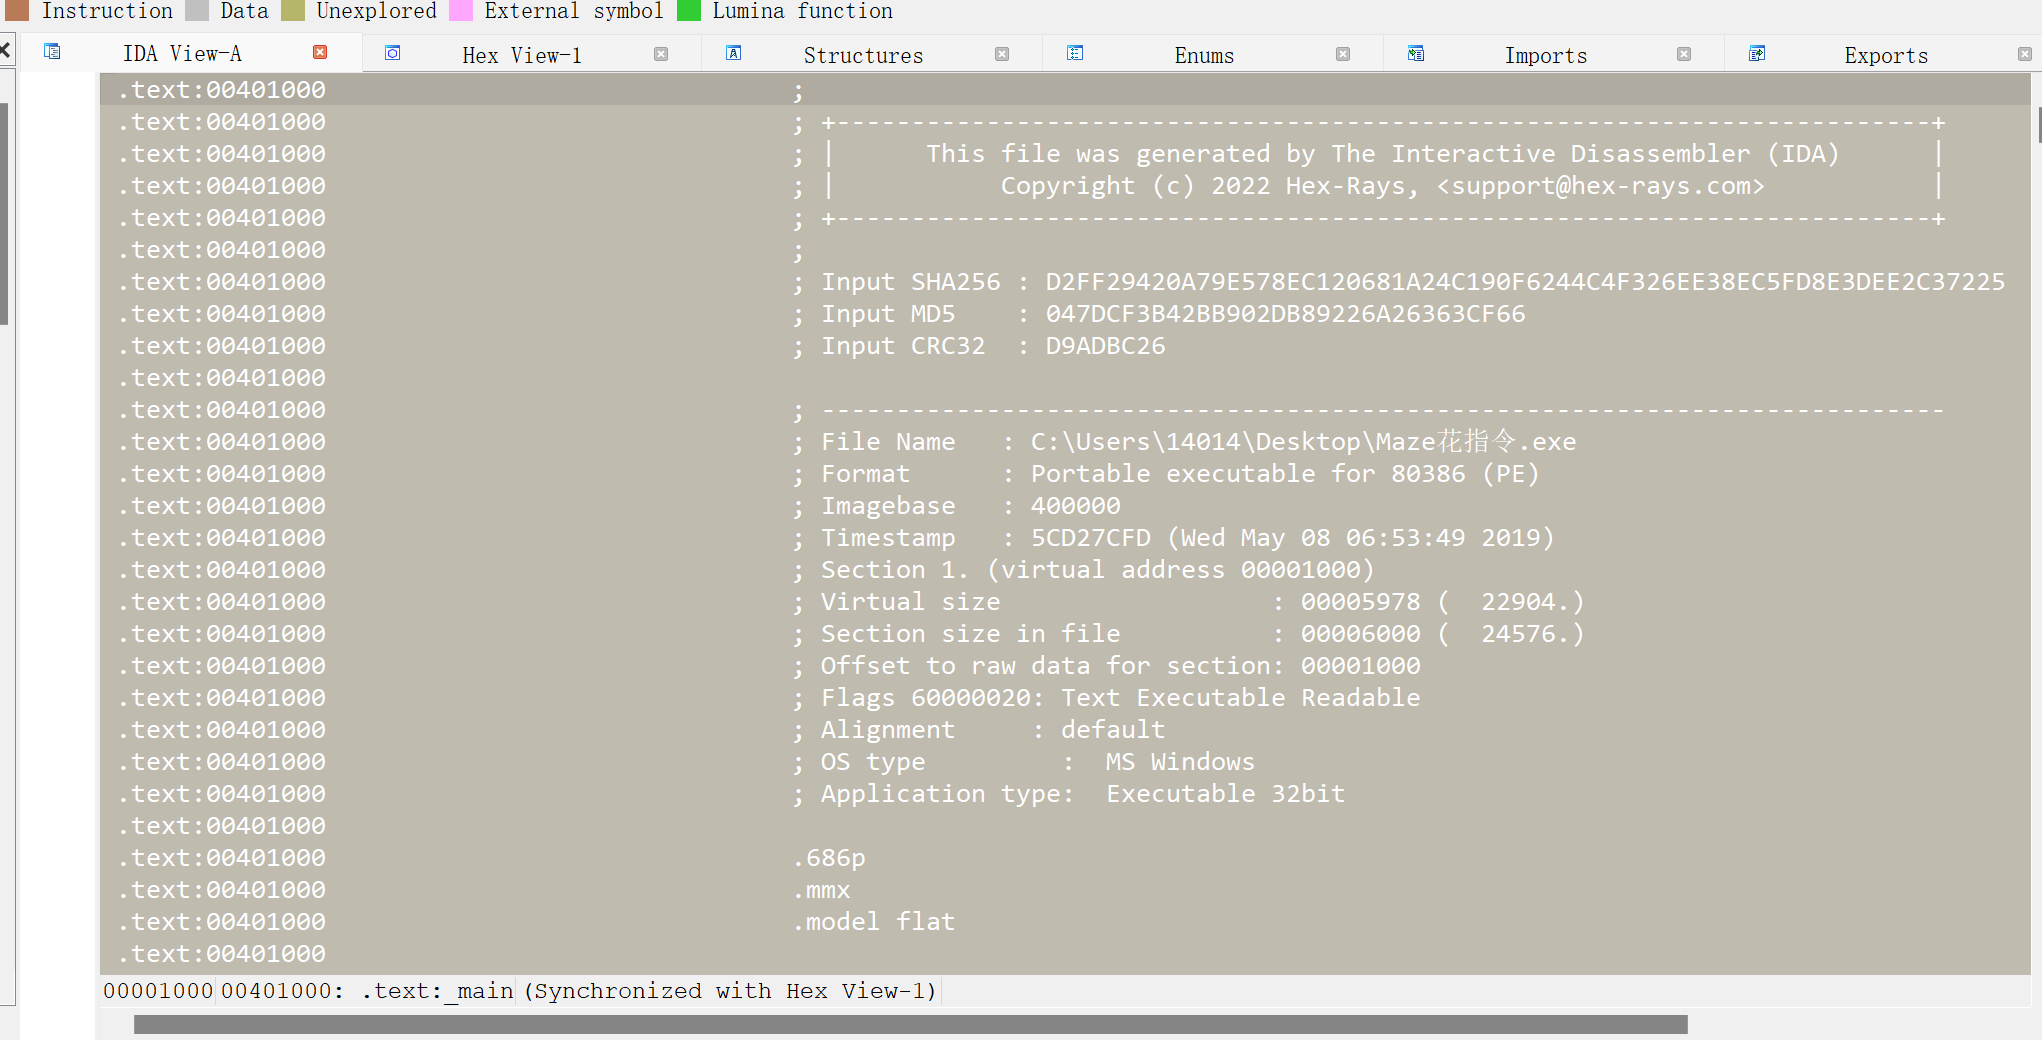 Instruction Data Unexplored External symbol Lumina function
IDA View-A Hex View-1 Structures Enums Imports Exports
.text:00401000 ;
.text:00401000 ; +-------------------------------------------------------------------------+
.text:00401000 ; | This file was generated by The Interactive Disassembler (IDA) |
.text:00401000 ; | Copyright (c) 2022 Hex-Rays, <support@hex-rays.com> |
.text:00401000 ; +-------------------------------------------------------------------------+
.text:00401000 ;
.text:00401000 ; Input SHA256 : D2FF29420A79E578EC120681A24C190F6244C4F326EE38EC5FD8E3DEE2C37225
.text:00401000 ; Input MD5 : 047DCF3B42BB902DB89226A26363CF66
.text:00401000 ; Input CRC32 : D9ADBC26
.text:00401000
.text:00401000 ; ---------------------------------------------------------------------------
.text:00401000 ; File Name : C:\Users\14014\Desktop\Maze花指令.exe
.text:00401000 ; Format : Portable executable for 80386 (PE)
.text:00401000 ; Imagebase : 400000
.text:00401000 ; Timestamp : 5CD27CFD (Wed May 08 06:53:49 2019)
.text:00401000 ; Section 1. (virtual address 00001000)
.text:00401000 ; Virtual size : 00005978 ( 22904.)
.text:00401000 ; Section size in file : 00006000 ( 24576.)
.text:00401000 ; Offset to raw data for section: 00001000
.text:00401000 ; Flags 60000020: Text Executable Readable
.text:00401000 ; Alignment : default
.text:00401000 ; OS type : MS Windows
.text:00401000 ; Application type: Executable 32bit
.text:00401000
.text:00401000 .686p
.text:00401000 .mmx
.text:00401000 .model flat
.text:00401000
00001000 00401000: .text:_main (Synchronized with Hex View-1)